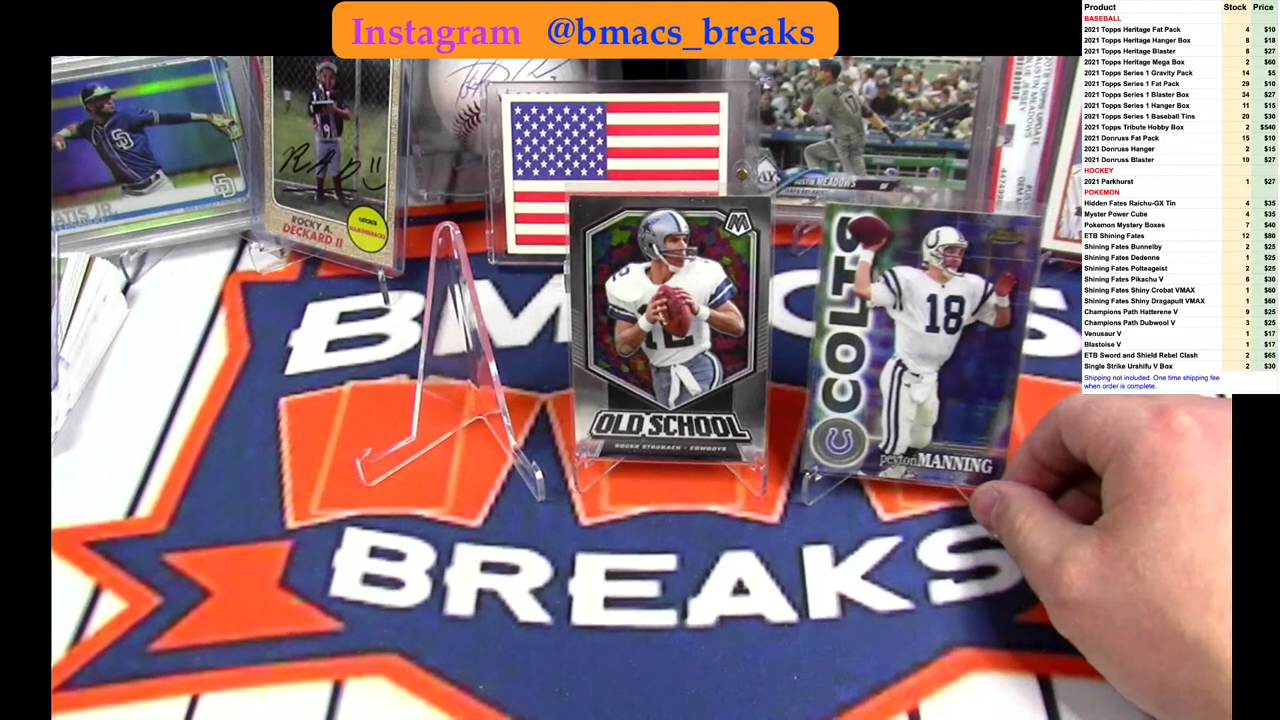 Instagram @bmacs_breaks
Product Stock Price
BASEBALL
2021 Topps Heritage Fat Pack 4 $10
2021 Topps Heritage Hanger Box 8 $18
2021 Topps Heritage Blaster 8 $27
2021 Topps Heritage Mega Box 2 $60
2021 Topps Series 1 Gravity Pack 14 $5
2021 Topps Series 1 Fat Pack 29 $10
2021 Topps Series 1 Blaster Box 34 $27
2021 Topps Series 1 Hanger Box 11 $15
2021 Topps Series 1 Baseball Tins 20 $30
2021 Topps Tribute Hobby Box 2 $540
2021 Donruss Fat Pack 15 $10
2021 Donruss Hanger 2 $15
2021 Donruss Blaster 10 $27
HOCKEY
2021 Parkhurst 1 $27
POKEMON
Hidden Fates Raichu-GX Tin 4 $35
Myster Power Cube 4 $35
Pokemon Mystery Boxes 7 $40
ETB Shining Fates 12 $80
Shining Fates Bunnelby 2 $25
Shining Fates Dedenne 1 $25
Shining Fates Polteageist 2 $25
Shining Fates Pikachu V 6 $30
Shining Fates Shiny Crobat VMAX 1 $60
Shining Fates Shiny Dragapult VMAX 1 $60
Champions Path Hatterene V 9 $25
Champions Path Dubwool V 3 $25
Venusaur V 1 $17
Blastoise V 1 $17
ETB Sword and Shield Rebel Clash 2 $65
Single Strike Urshifu V Box 2 $30
Shipping not included. One time shipping fee
when order is complete.
SD
ROCKY A.
DECKARD II
CATCHER
DIAMONDBACKS
AUSTIN MEADOWS
TAMPA BAY RAYS
12
OLD SCHOOL
ROGER STAUBACH • COWBOYS
COLTS
18
peyton MANNING
BMACS
BREAKS